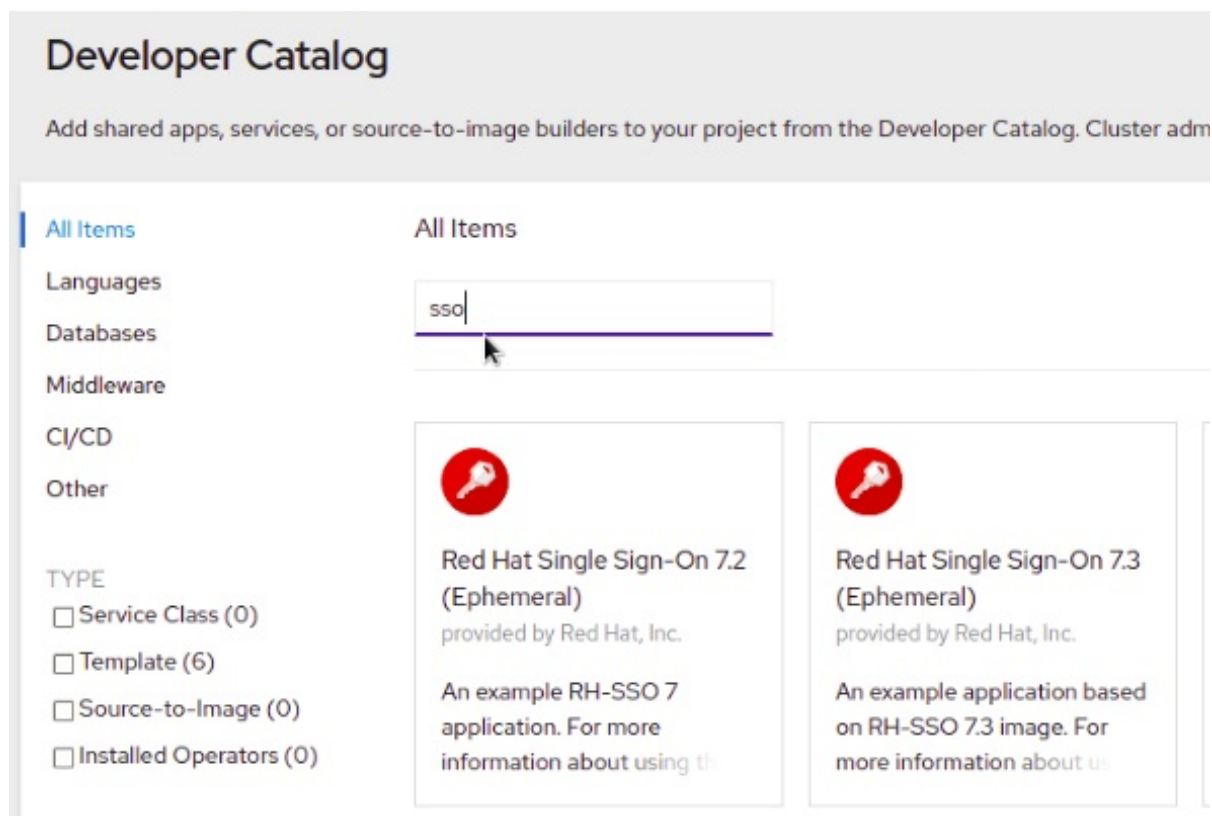 Developer Catalog
Add shared apps, services, or source-to-image builders to your project from the Developer Catalog. Cluster adm
All Items
Languages
Databases
Middleware
CI/CD
Other
TYPE
Service Class (0)
Template (6)
Source-to-Image (0)
Installed Operators (0)
All Items
sso
Red Hat Single Sign-On 7.2
(Ephemeral)
provided by Red Hat, Inc.
An example RH-SSO 7
application. For more
information about using th
Red Hat Single Sign-On 7.3
(Ephemeral)
provided by Red Hat, Inc.
An example application based
on RH-SSO 7.3 image. For
more information about us